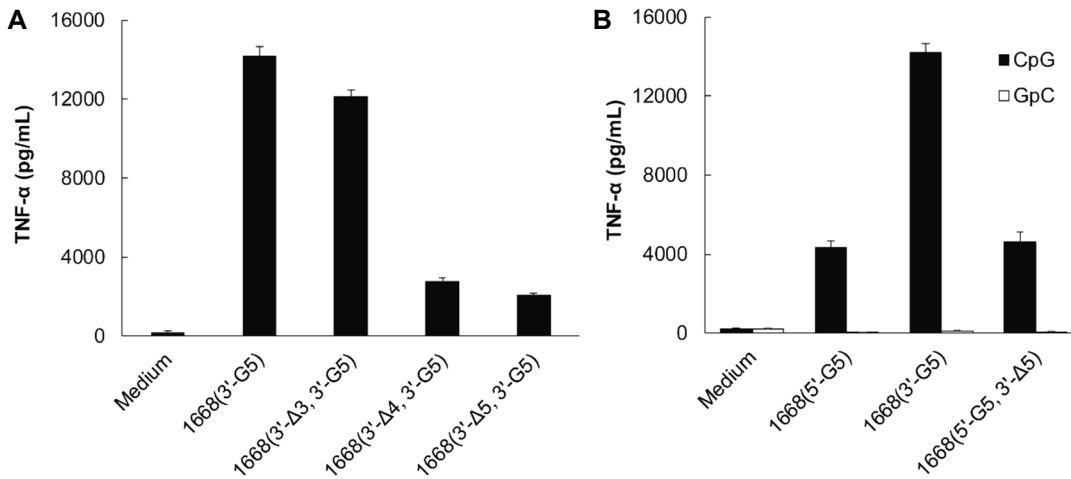 A
TNF-α (pg/mL)
16000
12000
8000
4000
0
Medium
1668(3'-G5)
1668(3'-Δ3, 3'-G5)
1668(3'-Δ4, 3'-G5)
1668(3'-Δ5, 3'-G5)
B
TNF-α (pg/mL)
16000
12000
8000
4000
0
CpG
GpC
Medium
1668(5'-G5)
1668(3'-G5)
1668(5'-G5, 3'-Δ5)